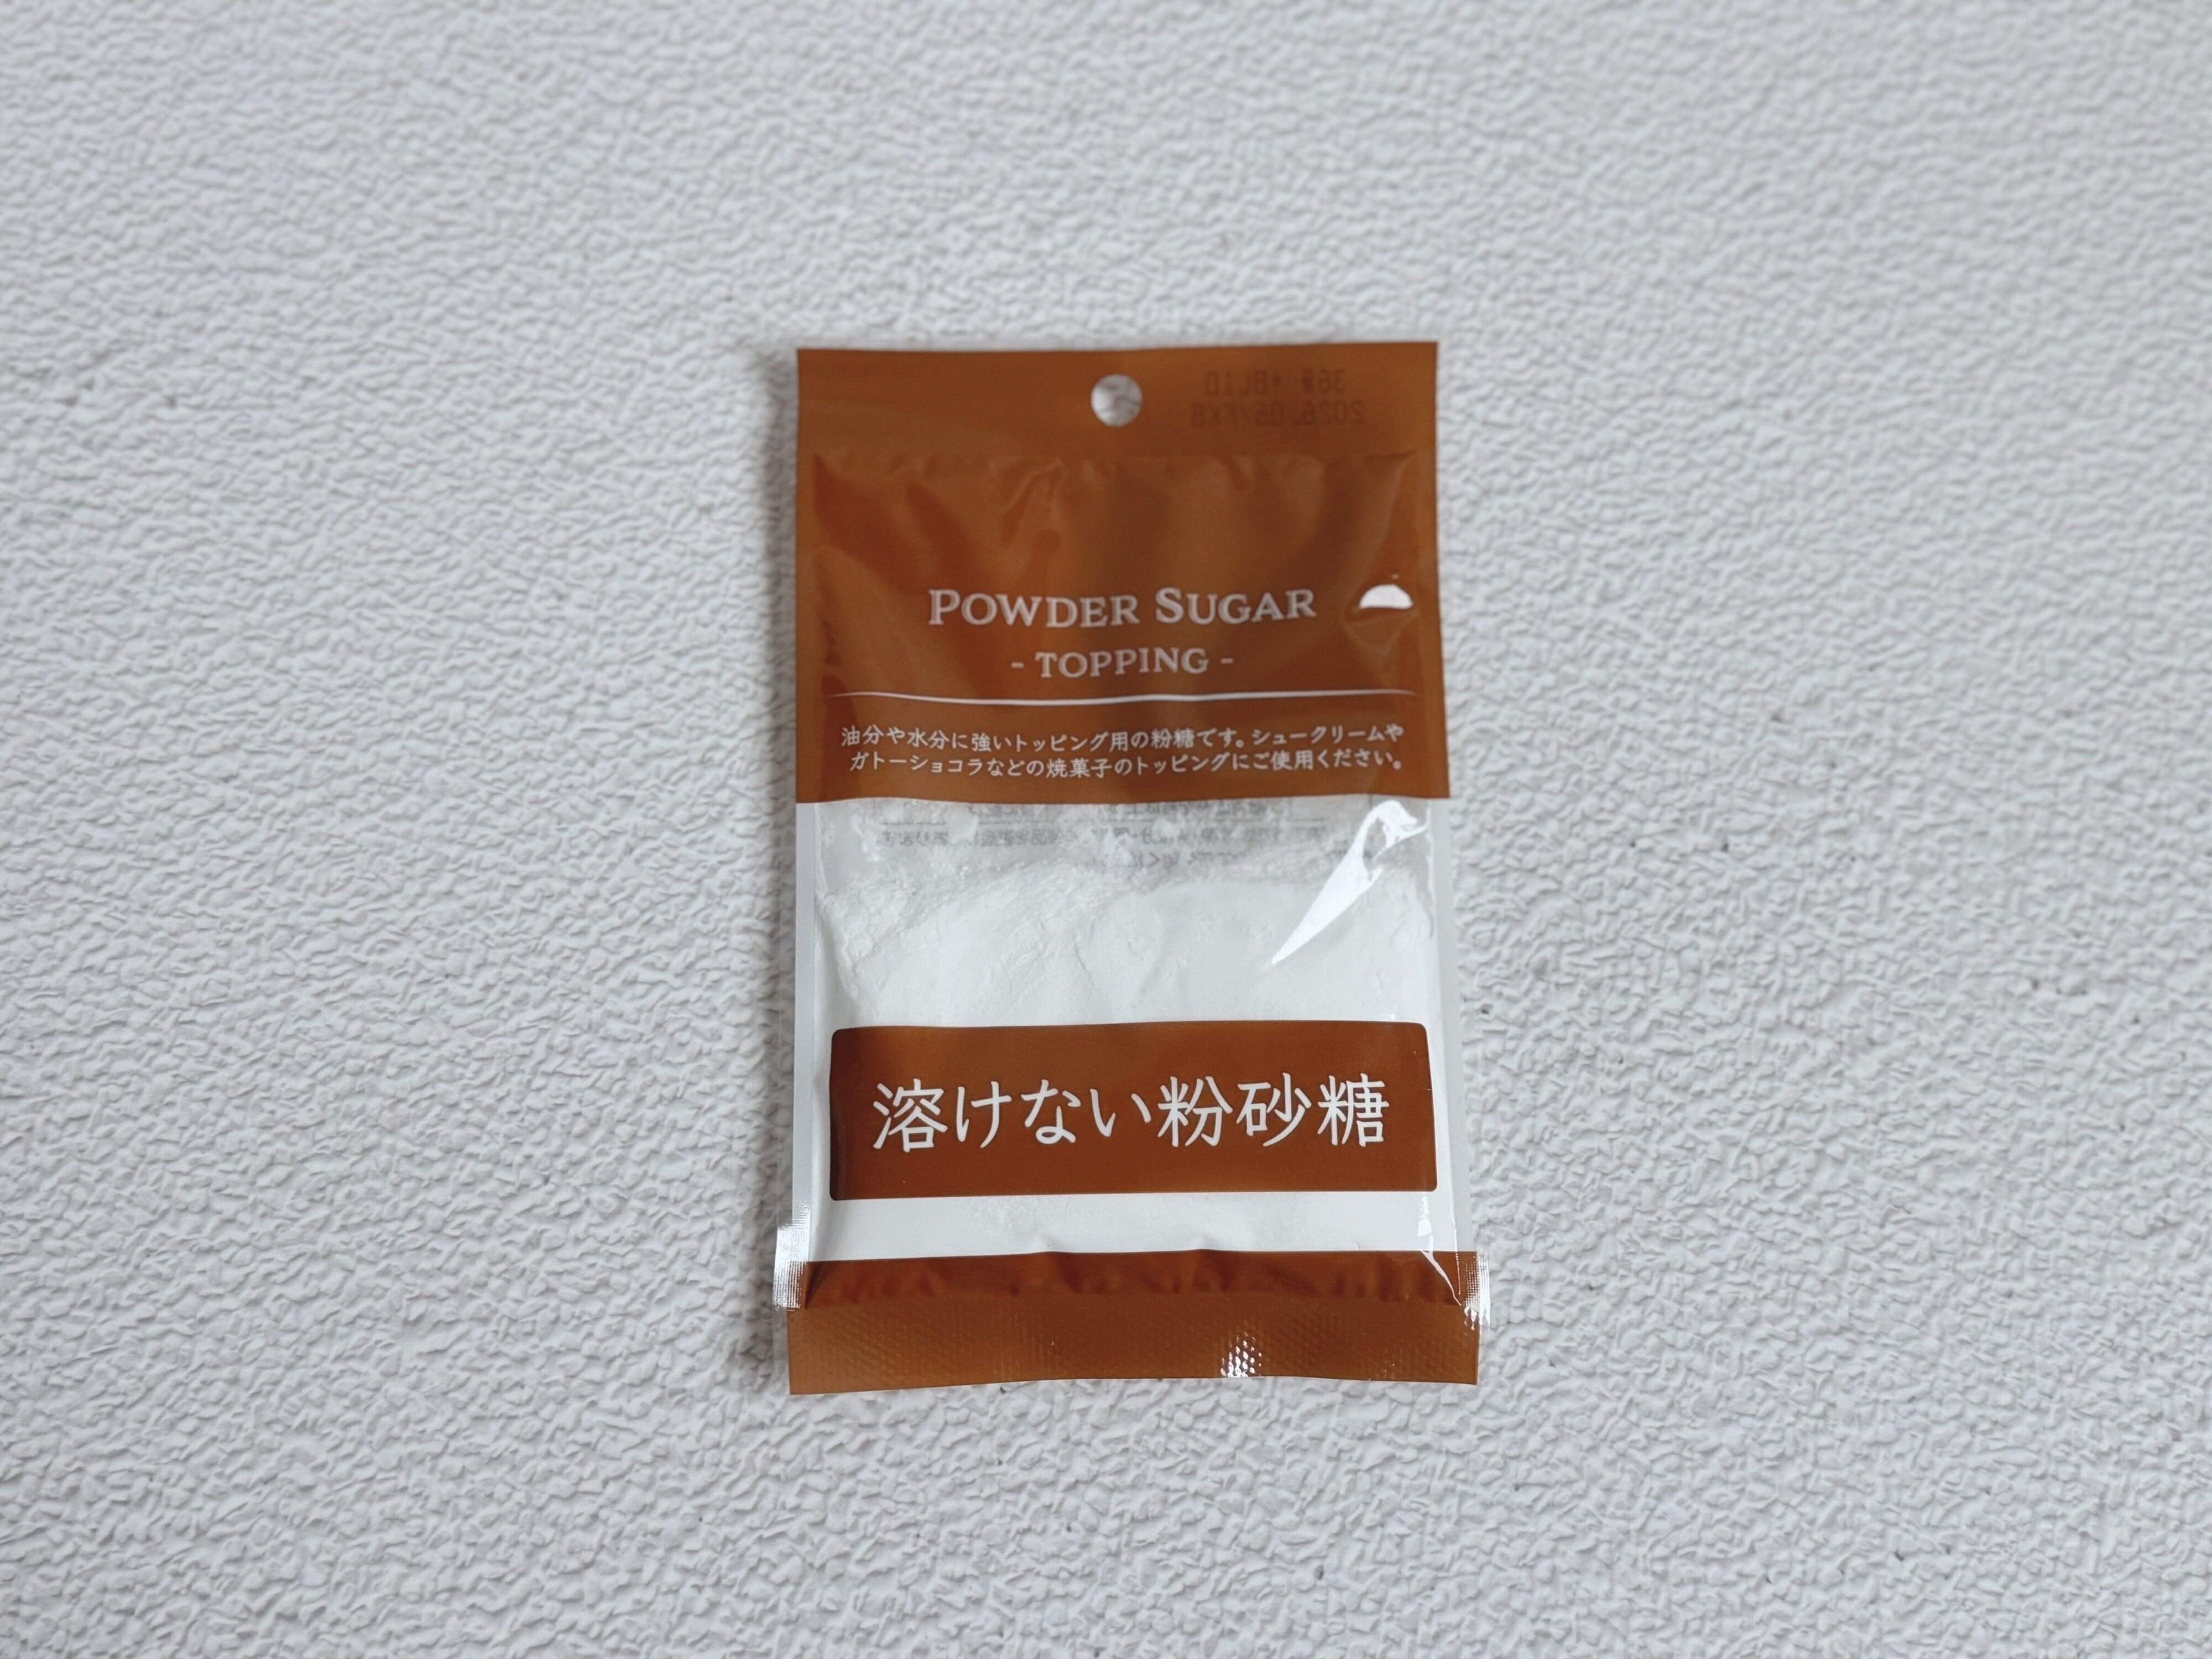 POWDER SUGAR
- TOPPING -
油分や水分に強いトッピング用の粉糖です。シュークリームや
ガトーショコラなどの焼菓子のトッピングにご使用ください。
溶けない粉砂糖